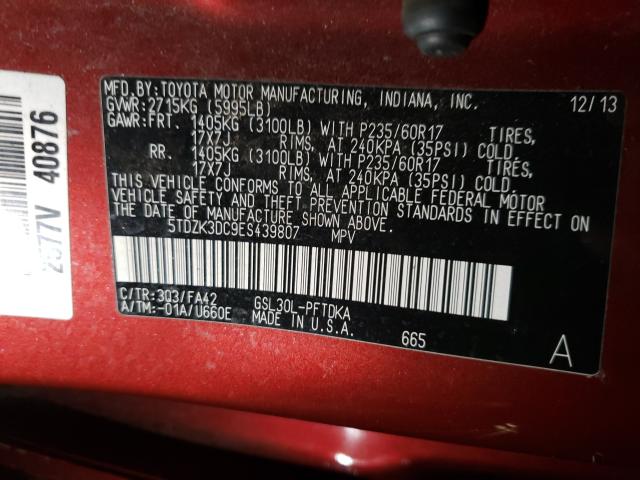 MFD.BY:TOYOTA MOTOR MANUFACTURING, INDIANA, INC. 12/13
GVWR:2715KG (5995LB)
GAWR:FRT. 1405KG (3100LB) WITH P235/60R17 TIRES,
17X7J RIMS, AT 240KPA (35PSI) COLD.
RR. 1405KG (3100LB) WITH P235/60R17 TIRES,
17X7J RIMS, AT 240KPA (35PSI) COLD.
THIS VEHICLE CONFORMS TO ALL APPLICABLE FEDERAL MOTOR
VEHICLE SAFETY AND THEFT PREVENTION STANDARDS IN EFFECT ON
THE DATE OF MANUFACTURE SHOWN ABOVE.
5TDZK3DC9ES439807 MPV
C/TR:3Q3/FA42 GSL30L-PFTDKA
A/TM:-01A/U660E MADE IN U.S.A.
665
A
40876